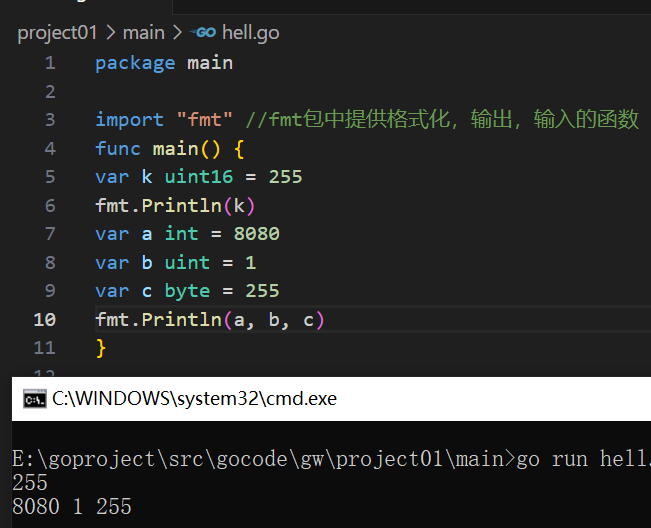 project01 > main > GO hell.go
1 package main
2
3 import "fmt" //fmt包中提供格式化，输出，输入的函数
4 func main() {
5 var k uint16 = 255
6 fmt.Println(k)
7 var a int = 8080
8 var b uint = 1
9 var c byte = 255
10 fmt.Println(a, b, c)
11 }
C:\WINDOWS\system32\cmd.exe
E:\goproject\src\gocode\gw\project01\main>go run hell.
255
8080 1 255